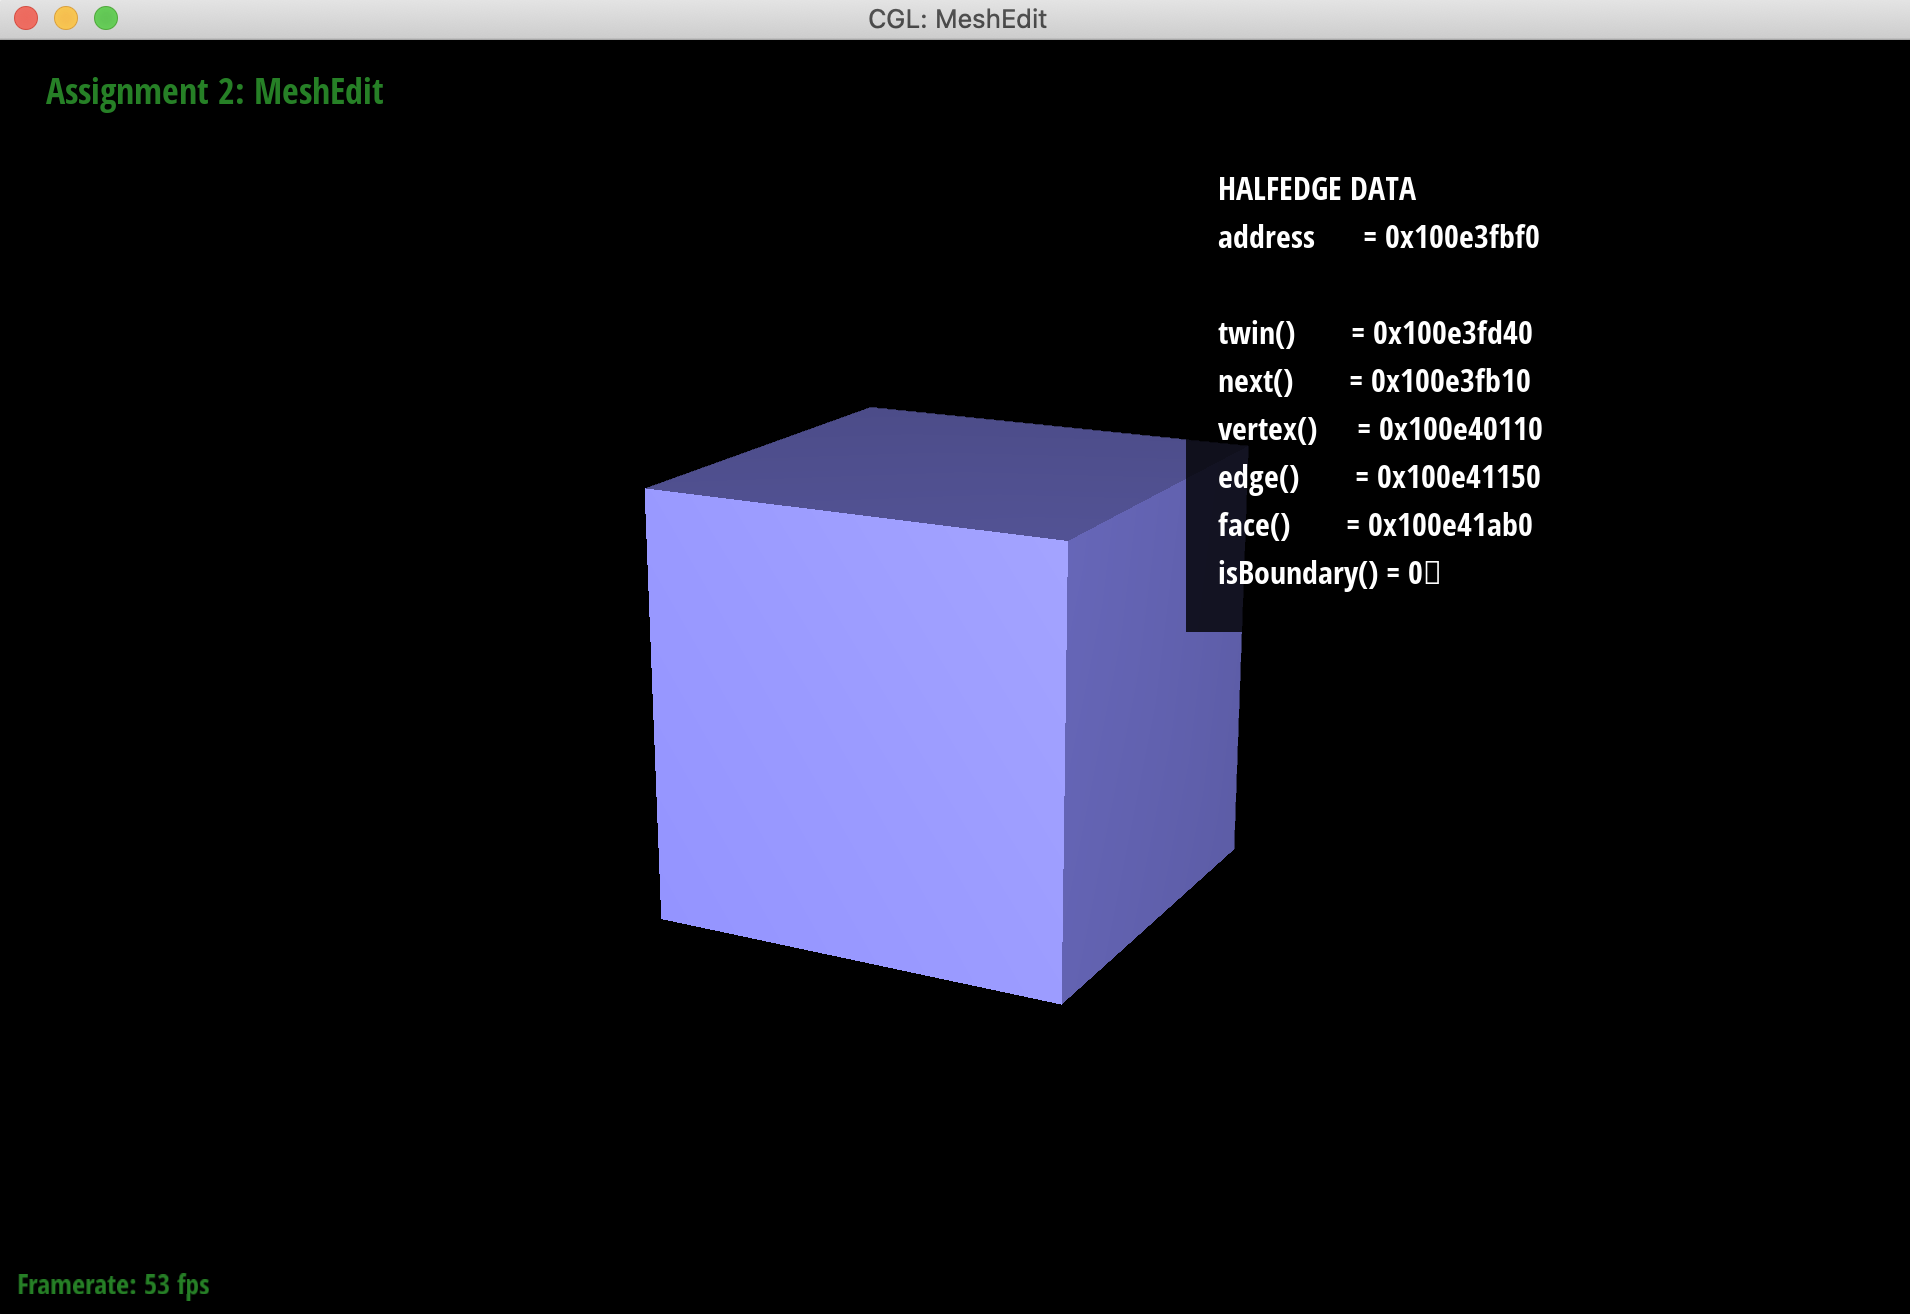 CGL: MeshEdit
Assignment 2: MeshEdit
HALFEDGE DATA
address = 0x100e3fbf0
twin() = 0x100e3fd40
next() = 0x100e3fb10
vertex() = 0x100e40110
edge() = 0x100e41150
face() = 0x100e41ab0
isBoundary() = 0
Framerate: 53 fps